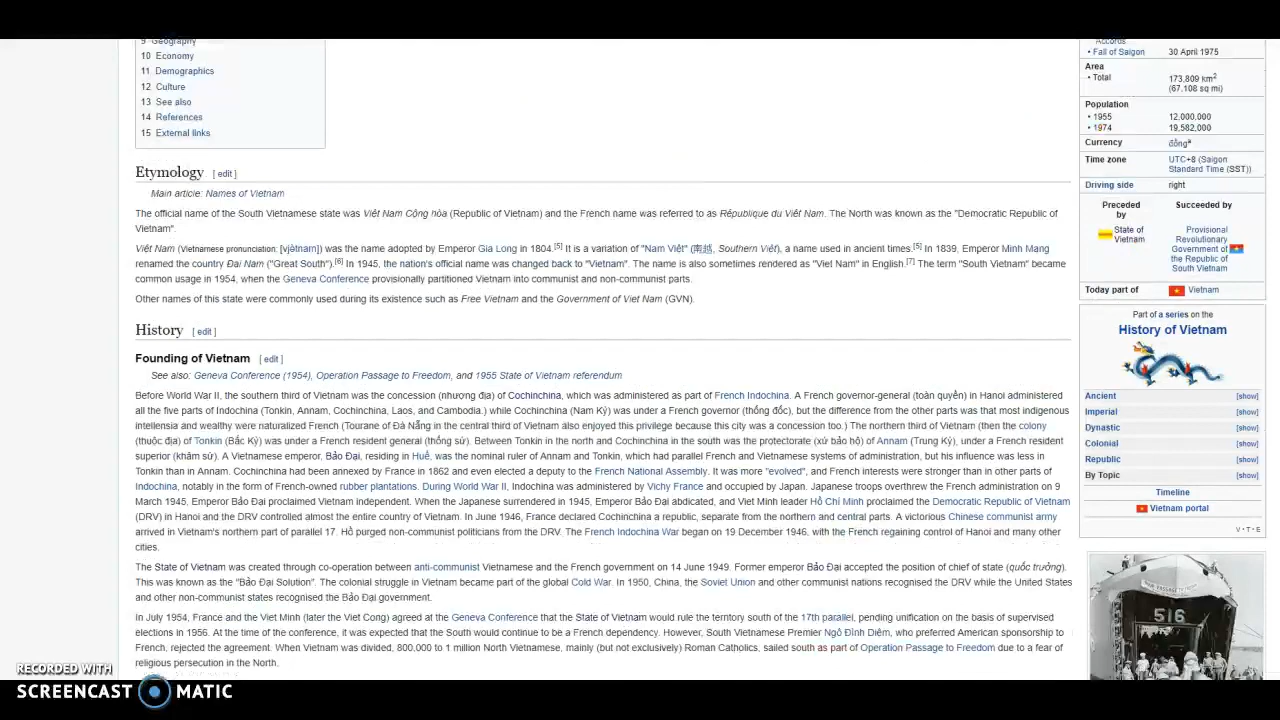 9 Geography
10 Economy
11 Demographics
12 Culture
13 See also
14 References
15 External links
Etymology [ edit ]
Main article: Names of Vietnam
The official name of the South Vietnamese state was Việt Nam Cộng hòa (Republic of Vietnam) and the French name was referred to as République du Viêt Nam. The North was known as the "Democratic Republic of
Vietnam".
Việt Nam (Vietnamese pronunciation: [vjə̀tnam]) was the name adopted by Emperor Gia Long in 1804.[5] It is a variation of "Nam Việt" (南越, Southern Việt), a name used in ancient times.[5] In 1839, Emperor Minh Mạng
renamed the country Đại Nam ("Great South").[6] In 1945, the nation's official name was changed back to "Vietnam". The name is also sometimes rendered as "Viet Nam" in English.[7] The term "South Vietnam" became
common usage in 1954, when the Geneva Conference provisionally partitioned Vietnam into communist and non-communist parts.
Other names of this state were commonly used during its existence such as Free Vietnam and the Government of Viet Nam (GVN).
History [ edit ]
Founding of Vietnam [ edit ]
See also: Geneva Conference (1954), Operation Passage to Freedom, and 1955 State of Vietnam referendum
Before World War II, the southern third of Vietnam was the concession (nhượng địa) of Cochinchina, which was administered as part of French Indochina. A French governor-general (toàn quyền) in Hanoi administered
all the five parts of Indochina (Tonkin, Annam, Cochinchina, Laos, and Cambodia.) while Cochinchina (Nam Kỳ) was under a French governor (thống đốc), but the difference from the other parts was that most indigenous
intellensia and wealthy were naturalized French (Tourane of Đà Nẵng in the central third of Vietnam also enjoyed this privilege because this city was a concession too.) The northern third of Vietnam (then the colony
(thuộc địa) of Tonkin (Bắc Kỳ) was under a French resident general (thống sứ). Between Tonkin in the north and Cochinchina in the south was the protectorate (xứ bảo hộ) of Annam (Trung Kỳ), under a French resident
superior (khâm sứ). A Vietnamese emperor, Bảo Đại, residing in Huế, was the nominal ruler of Annam and Tonkin, which had parallel French and Vietnamese systems of administration, but his influence was less in
Tonkin than in Annam. Cochinchina had been annexed by France in 1862 and even elected a deputy to the French National Assembly. It was more "evolved", and French interests were stronger than in other parts of
Indochina, notably in the form of French-owned rubber plantations. During World War II, Indochina was administered by Vichy France and occupied by Japan. Japanese troops overthrew the French administration on 9
March 1945, Emperor Bảo Đại proclaimed Vietnam independent. When the Japanese surrendered in 1945, Emperor Bảo Đại abdicated, and Viet Minh leader Hồ Chí Minh proclaimed the Democratic Republic of Vietnam
(DRV) in Hanoi and the DRV controlled almost the entire country of Vietnam. In June 1946, France declared Cochinchina a republic, separate from the northern and central parts. A victorious Chinese communist army
arrived in Vietnam's northern part of parallel 17. Hồ purged non-communist politicians from the DRV. The French Indochina War began on 19 December 1946, with the French regaining control of Hanoi and many other
cities.
The State of Vietnam was created through co-operation between anti-communist Vietnamese and the French government on 14 June 1949. Former emperor Bảo Đại accepted the position of chief of state (quốc trưởng).
This was known as the "Bảo Đại Solution". The colonial struggle in Vietnam became part of the global Cold War. In 1950, China, the Soviet Union and other communist nations recognised the DRV while the United States
and other non-communist states recognised the Bảo Đại government.
In July 1954, France and the Viet Minh (later the Viet Cong) agreed at the Geneva Conference that the State of Vietnam would rule the territory south of the 17th parallel, pending unification on the basis of supervised
elections in 1956. At the time of the conference, it was expected that the South would continue to be a French dependency. However, South Vietnamese Premier Ngô Đình Diệm, who preferred American sponsorship to
French, rejected the agreement. When Vietnam was divided, 800,000 to 1 million North Vietnamese, mainly (but not exclusively) Roman Catholics, sailed south as part of Operation Passage to Freedom due to a fear of
religious persecution in the North.
Accords
• Fall of Saigon 30 April 1975
Area
• Total 173,809 km2
(67,108 sq mi)
Population
• 1955 12,000,000
• 1974 19,582,000
Currency đồngª
Time zone UTC+8 (Saigon
Standard Time (SST))
Driving side right
Preceded by
State of Vietnam
Succeeded by
Provisional
Revolutionary
Government of
the Republic of
South Vietnam
Today part of Vietnam
Part of a series on the
History of Vietnam
Ancient [show]
Imperial [show]
Dynastic [show]
Colonial [show]
Republic [show]
By Topic [show]
Timeline
Vietnam portal
V • T • E
516
RECORDED WITH
SCREENCAST MATIC